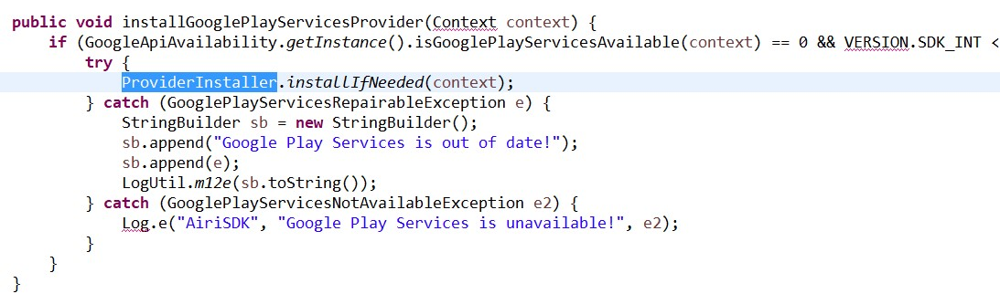 public void installGooglePlayServicesProvider(Context context) {
if (GoogleApiAvailability.getInstance().isGooglePlayServicesAvailable(context) == 0 && VERSION.SDK_INT <
try {
ProviderInstaller.installIfNeeded(context);
} catch (GooglePlayServicesRepairableException e) {
StringBuilder sb = new StringBuilder();
sb.append("Google Play Services is out of date!");
sb.append(e);
LogUtil.m12e(sb.toString());
} catch (GooglePlayServicesNotAvailableException e2) {
Log.e("AiriSDK", "Google Play Services is unavailable!", e2);
}
}
}